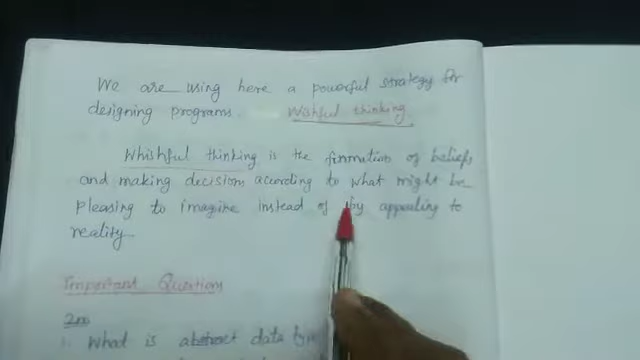 We are using here a powerful strategy for
designing programs. Wishful thinking.
Whishful thinking is the formation of beliefs
and making decisions according to what might be
pleasing to imagine instead of by appealing to
reality.
Important Question
2m
1. What is abstract data